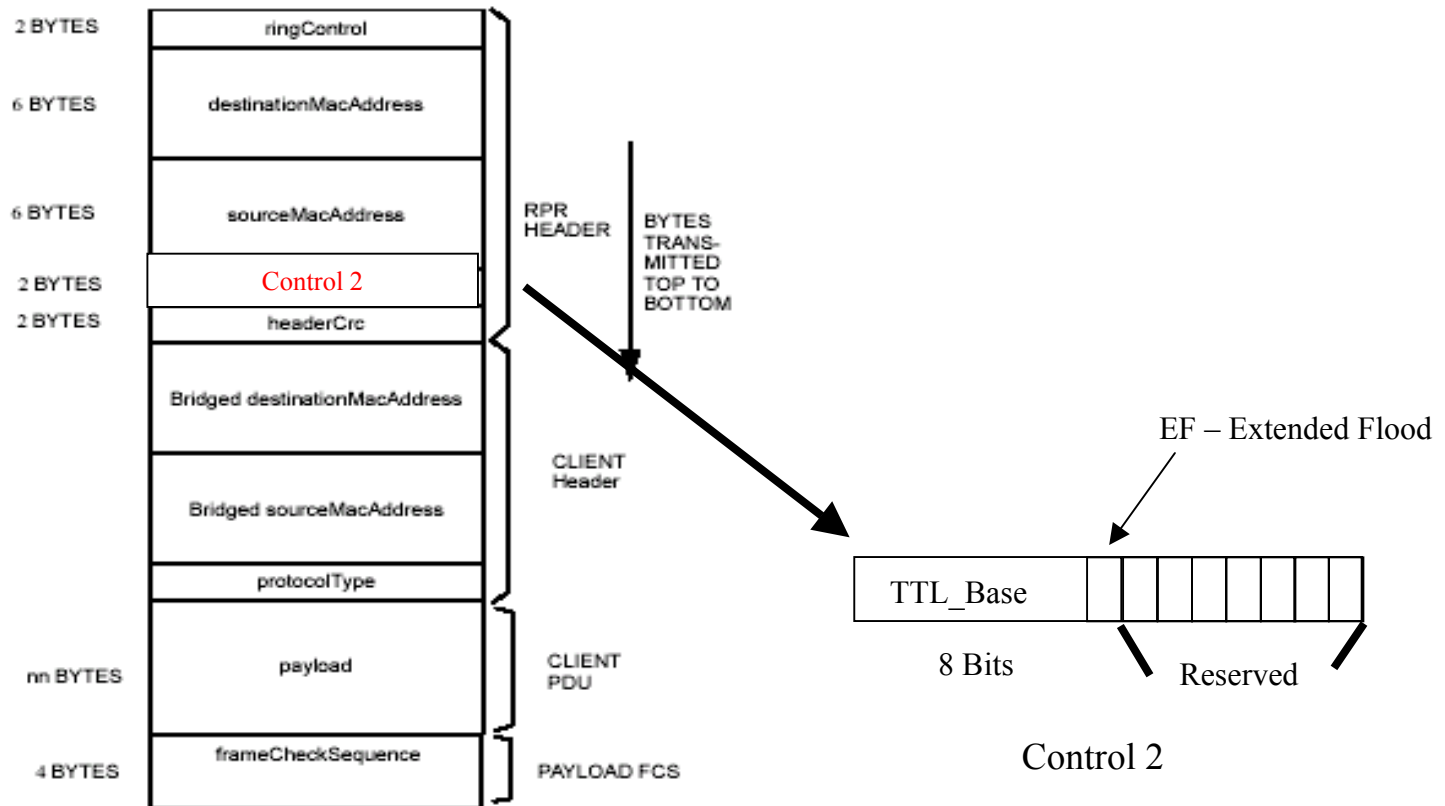 2 BYTES
ringControl
6 BYTES
destinationMacAddress
6 BYTES
sourceMacAddress
2 BYTES
Control 2
2 BYTES
headerCrc
RPR
HEADER
BYTES
TRANS-
MITTED
TOP TO
BOTTOM
Bridged destinationMacAddress
Bridged sourceMacAddress
protocolType
CLIENT
Header
nn BYTES
payload
CLIENT
PDU
4 BYTES
frameCheckSequence
PAYLOAD FCS
EF – Extended Flood
TTL_Base
8 Bits
Reserved
Control 2